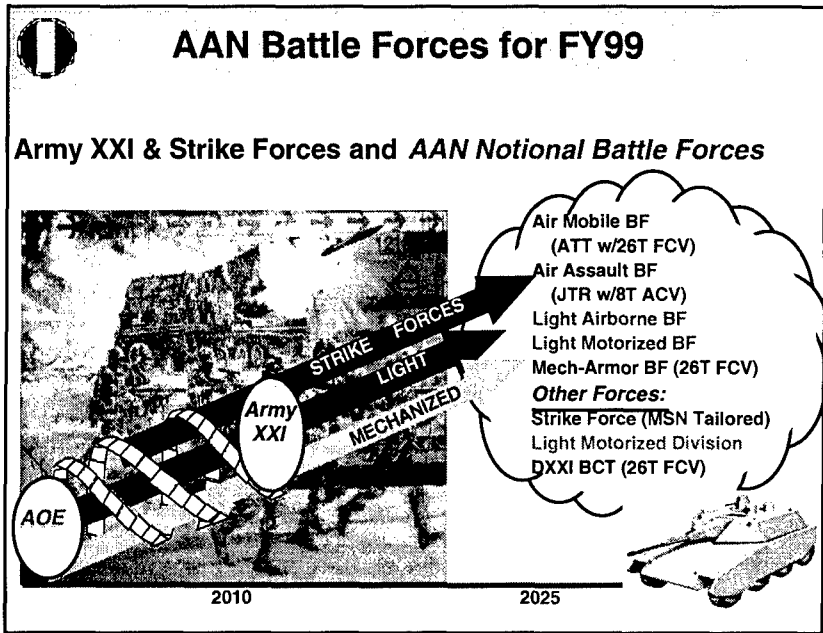 AAN Battle Forces for FY99
Army XXI & Strike Forces and AAN Notional Battle Forces
Air Mobile BF
(ATT w/26T FCV)
Air Assault BF
(JTR w/8T ACV)
Light Airborne BF
Light Motorized BF
Mech-Armor BF (26T FCV)
Other Forces:
Strike Force (MSN Tailored)
Light Motorized Division
DXXI BCT (26T FCV)
STRIKE FORCES
LIGHT
MECHANIZED
Army
XXI
AOE
2010
2025